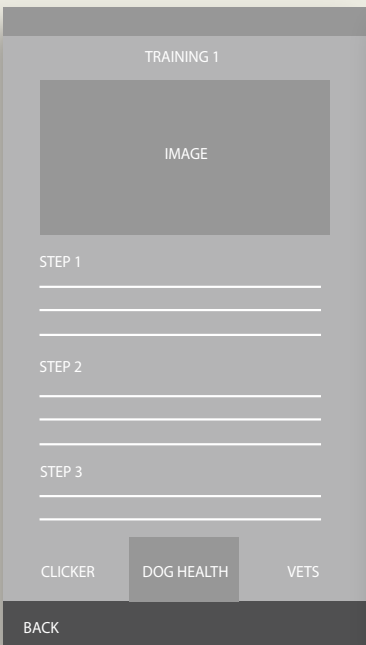 TRAINING 1
IMAGE
STEP 1
STEP 2
STEP 3
CLICKER DOG HEALTH VETS
BACK